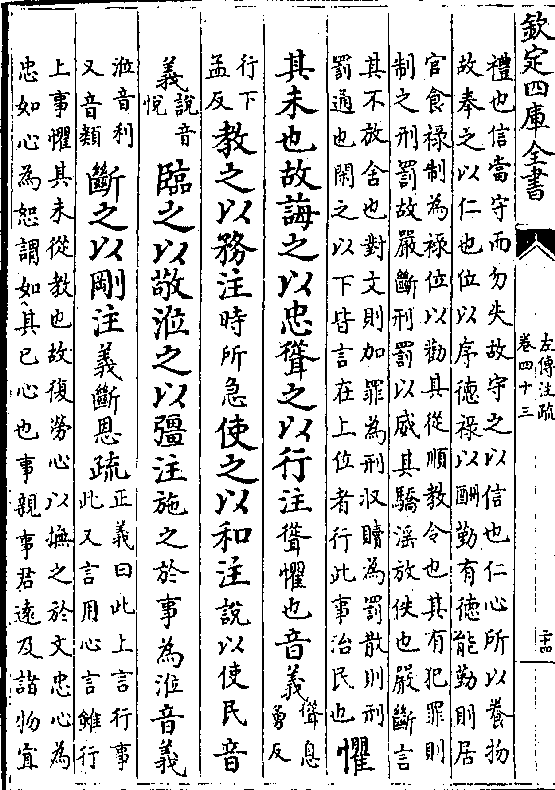 欽定四庫全書
左傳注疏
卷四十三
二十四
禮也信當守而勿失故守之以信也仁心所以養物
故奉之以仁也位以序德祿以酬勤有德能勤則居
官食祿制為祿位以勸其從順教令也其有犯罪則
制之刑罰故嚴斷刑罰以威其驕淫放佚也嚴斷言
其不放舍也對文則加罪為刑收贖為罰散則刑
罰通也閑之以下皆言在上位者行此事治民也
懼
其未也故誨之以忠聳之以行注聳懼也音義
聳息
勇反
行下
孟反
教之以務注時所急使之以和注說以使民音
義
說音
悅
臨之以敬涖之以彊注施之於事為涖音義
涖音利
又音類
斷之以剛注義斷恩疏
正義曰此上言行事
此又言用心言雖行
上事懼其未從教也故復勞心以撫之於文忠心為
忠如心為恕謂如其已心也事親事君遠及諸物宜